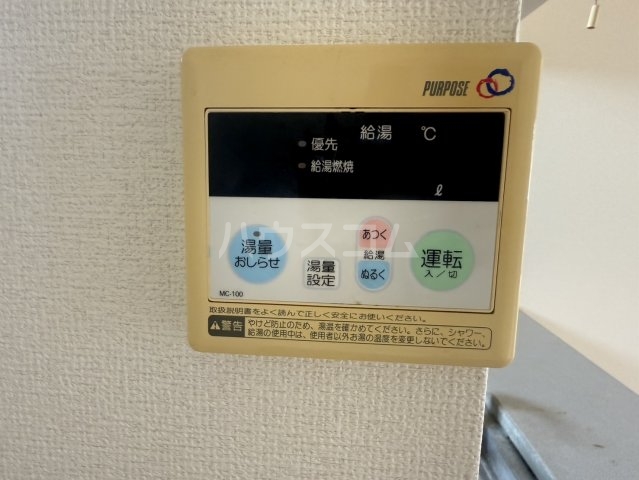 PURPOSE
給湯 ℃
優先
給湯燃焼
ℓ
湯量
おしらせ
湯量
設定
あつく
給湯
ぬるく
運転
入／切
MC-100
ハウスコム
取扱説明書をよく読んで正しく安全にお使いください。
警告
やけど防止のため、湯温を確かめてください。さらに、シャワー、
給湯の使用中は、使用者以外お湯の温度を変更しないでください。